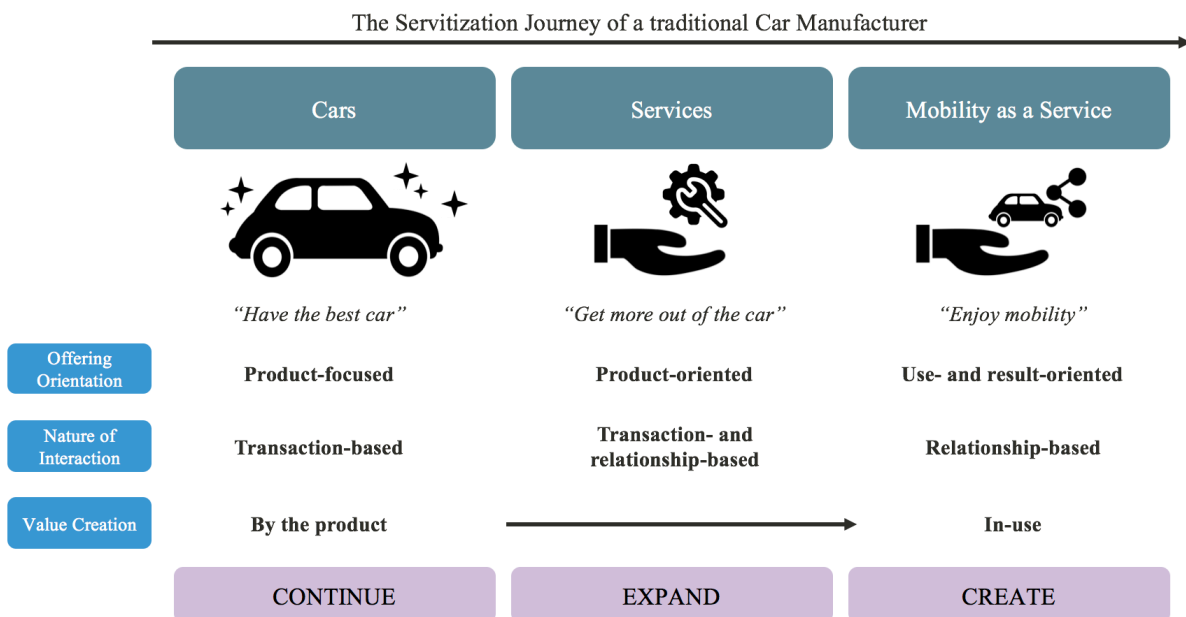 The Servitization Journey of a traditional Car Manufacturer
Cars
Services
Mobility as a Service
“Have the best car”
“Get more out of the car”
“Enjoy mobility”
Offering
Orientation
Product-focused
Product-oriented
Use- and result-oriented
Nature of
Interaction
Transaction-based
Transaction- and
relationship-based
Relationship-based
Value Creation
By the product
In-use
CONTINUE
EXPAND
CREATE